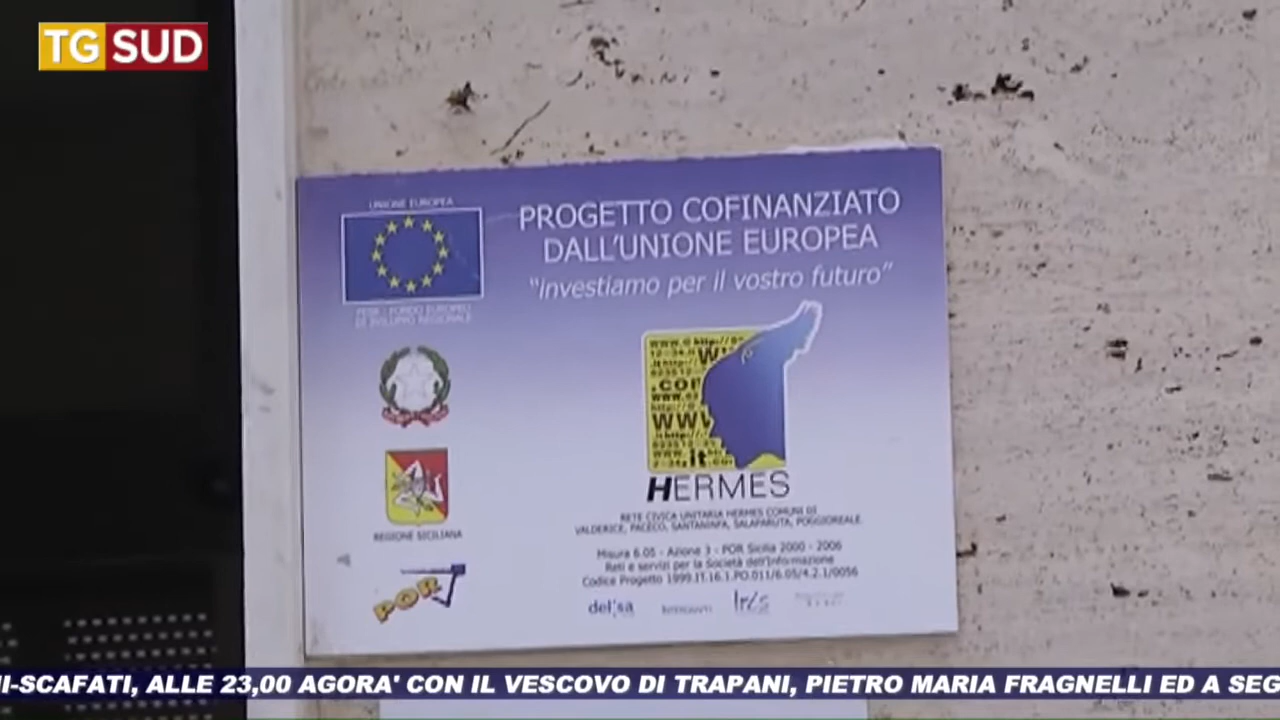 TG SUD
UNIONE EUROPEA
PROGETTO COFINANZIATO
DALL'UNIONE EUROPEA
"investiamo per il vostro futuro"
FESR - FONDO EUROPEO
DI SVILUPPO REGIONALE
WWW
.it
HERMES
RETE CIVICA UNITARIA HERMES COMUNI DI
VALDERICE, PACECO, SANTANINFA, SALAPARUTA, POGGIOREALE.
REGIONE SICILIANA
Misura 6.05 - Azione 3 - POR Sicilia 2000 - 2006
Reti e servizi per la Società dell'Informazione
Codice Progetto 1999.IT.16.1.PO.011/6.05/4.2.1/0056
POR
delisa
I-SCAFATI, ALLE 23,00 AGORA' CON IL VESCOVO DI TRAPANI, PIETRO MARIA FRAGNELLI ED A SEG